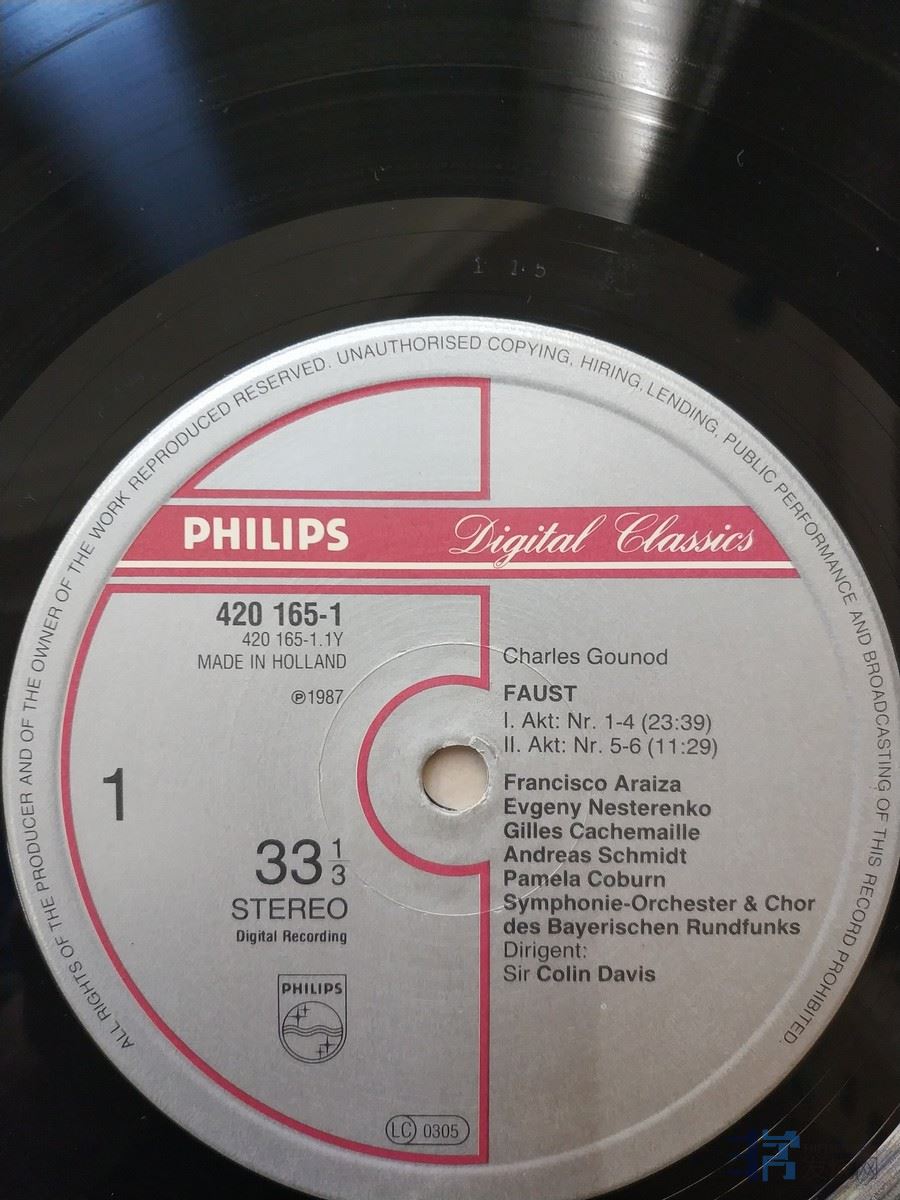 1 1·5
ALL RIGHTS OF THE PRODUCER AND OF THE OWNER OF THE WORK REPRODUCED RESERVED. UNAUTHORISED COPYING, HIRING, LENDING, PUBLIC PERFORMANCE AND BROADCASTING OF THIS RECORD PROHIBITED.
PHILIPS Digital Classics
420 165-1
420 165-1.1Y
MADE IN HOLLAND
℗1987
1
33 1/3
STEREO
Digital Recording
PHILIPS
LC 0305
Charles Gounod
FAUST
I. Akt: Nr. 1-4 (23:39)
II. Akt: Nr. 5-6 (11:29)
Francisco Araiza
Evgeny Nesterenko
Gilles Cachemaille
Andreas Schmidt
Pamela Coburn
Symphonie-Orchester & Chor
des Bayerischen Rundfunks
Dirigent:
Sir Colin Davis